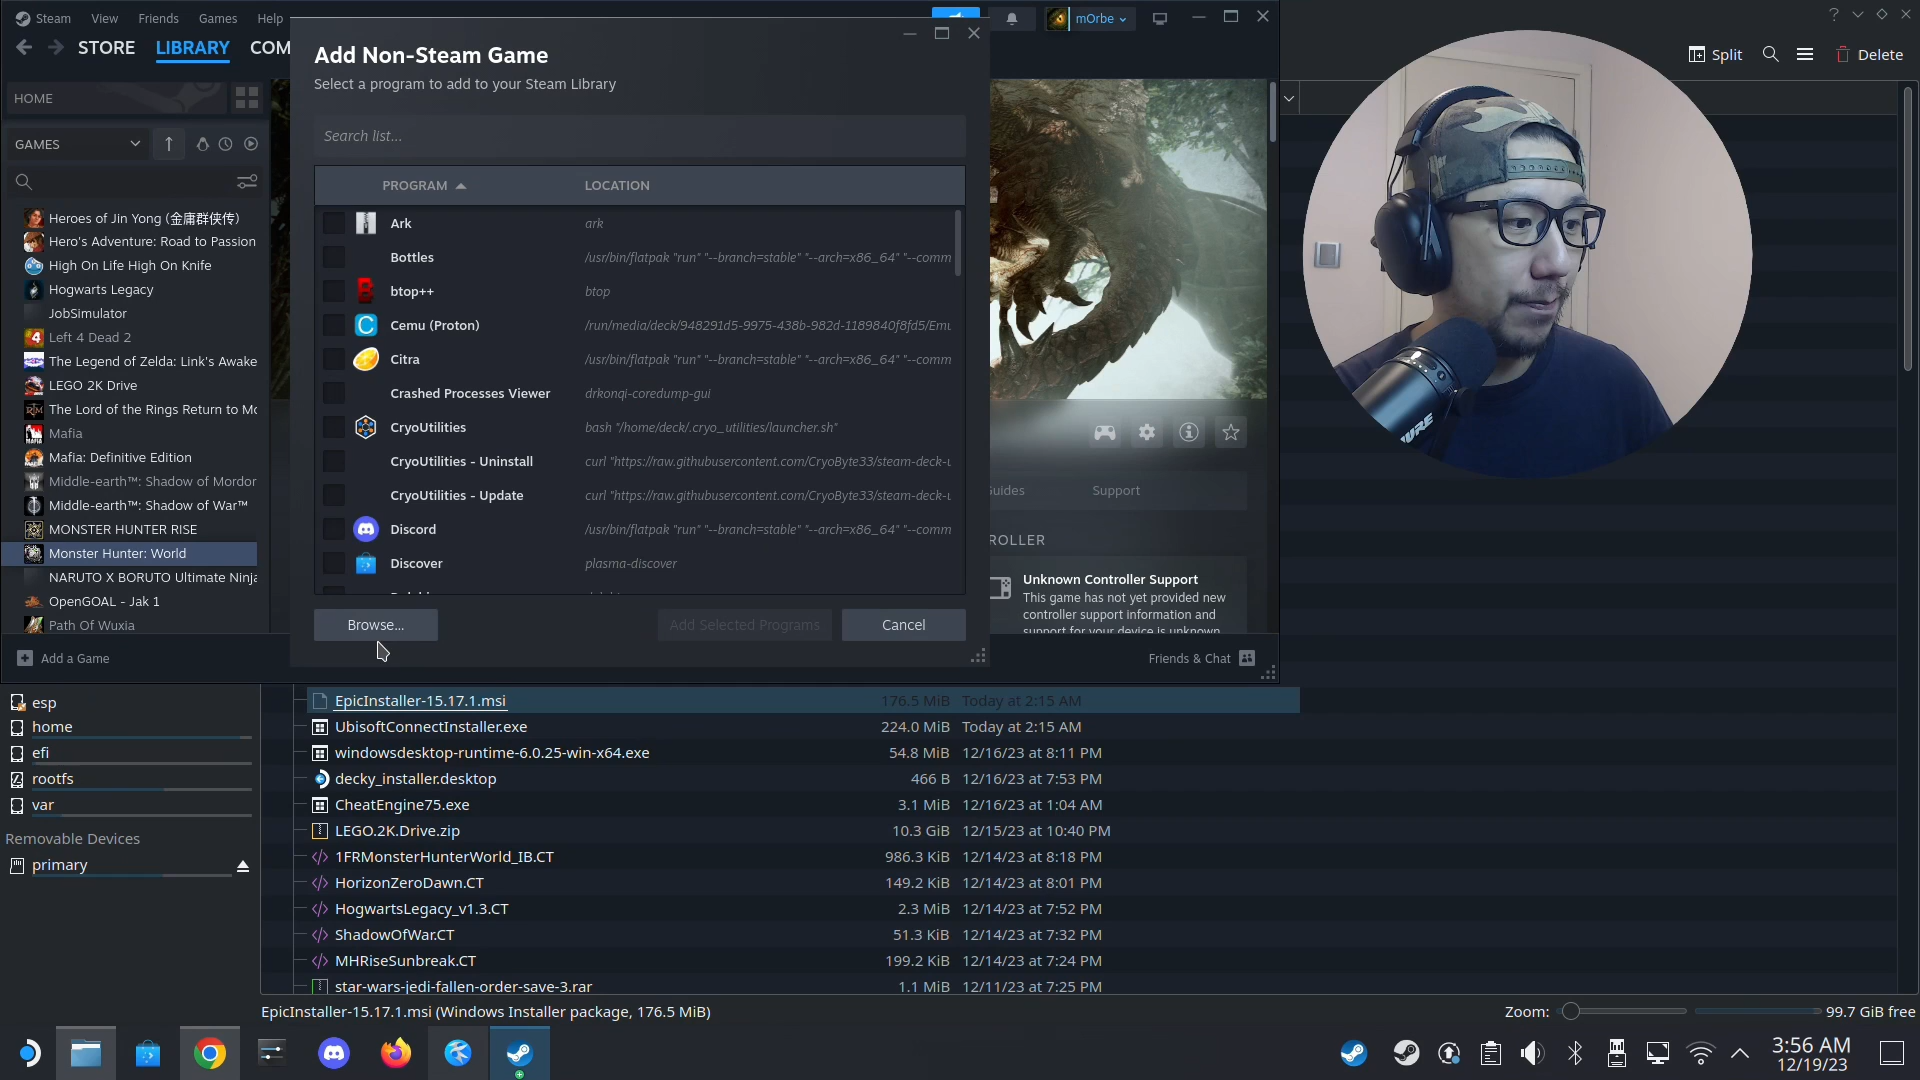 Steam View Friends Games Help
STORE LIBRARY COM
mOrbe
Add Non-Steam Game
Select a program to add to your Steam Library
Search list...
PROGRAM LOCATION
Ark ark
Bottles /usr/bin/flatpak "run" "--branch=stable" "--arch=x86_64" "--comm
btop++ btop
Cemu (Proton) /run/media/deck/948291d5-9975-438b-982d-1189840f8fd5/Emu
Citra /usr/bin/flatpak "run" "--branch=stable" "--arch=x86_64" "--comm
Crashed Processes Viewer drkonqi-coredump-gui
CryoUtilities bash "/home/deck/.cryo_utilities/launcher.sh"
CryoUtilities - Uninstall curl "https://raw.githubusercontent.com/CryoByte33/steam-deck-u
CryoUtilities - Update curl "https://raw.githubusercontent.com/CryoByte33/steam-deck-u
Discord /usr/bin/flatpak "run" "--branch=stable" "--arch=x86_64" "--comm
Discover plasma-discover
Browse...
Add Selected Programs
Cancel
HOME
GAMES
Heroes of Jin Yong (金庸群侠传)
Hero's Adventure: Road to Passion
High On Life High On Knife
Hogwarts Legacy
JobSimulator
Left 4 Dead 2
The Legend of Zelda: Link's Awake
LEGO 2K Drive
The Lord of the Rings Return to Mo
Mafia
Mafia: Definitive Edition
Middle-earth™: Shadow of Mordor
Middle-earth™: Shadow of War™
MONSTER HUNTER RISE
Monster Hunter: World
NARUTO X BORUTO Ultimate Ninja
OpenGOAL - Jak 1
Path Of Wuxia
Add a Game
Guides Support
ROLLER
Unknown Controller Support
This game has not yet provided new
controller support information and
support for your device is unknown
Friends & Chat
Split
Delete
SHURE
esp
home
efi
rootfs
var
Removable Devices
primary
EpicInstaller-15.17.1.msi 176.5 MiB Today at 2:15 AM
UbisoftConnectInstaller.exe 224.0 MiB Today at 2:15 AM
windowsdesktop-runtime-6.0.25-win-x64.exe 54.8 MiB 12/16/23 at 8:11 PM
decky_installer.desktop 466 B 12/16/23 at 7:53 PM
CheatEngine75.exe 3.1 MiB 12/16/23 at 1:04 AM
LEGO.2K.Drive.zip 10.3 GiB 12/15/23 at 10:40 PM
1FRMonsterHunterWorld_IB.CT 986.3 KiB 12/14/23 at 8:18 PM
HorizonZeroDawn.CT 149.2 KiB 12/14/23 at 8:01 PM
HogwartsLegacy_v1.3.CT 2.3 MiB 12/14/23 at 7:52 PM
ShadowOfWar.CT 51.3 KiB 12/14/23 at 7:32 PM
MHRiseSunbreak.CT 199.2 KiB 12/14/23 at 7:24 PM
star-wars-jedi-fallen-order-save-3.rar 1.1 MiB 12/11/23 at 7:25 PM
EpicInstaller-15.17.1.msi (Windows Installer package, 176.5 MiB)
Zoom:
99.7 GiB free
3:56 AM
12/19/23